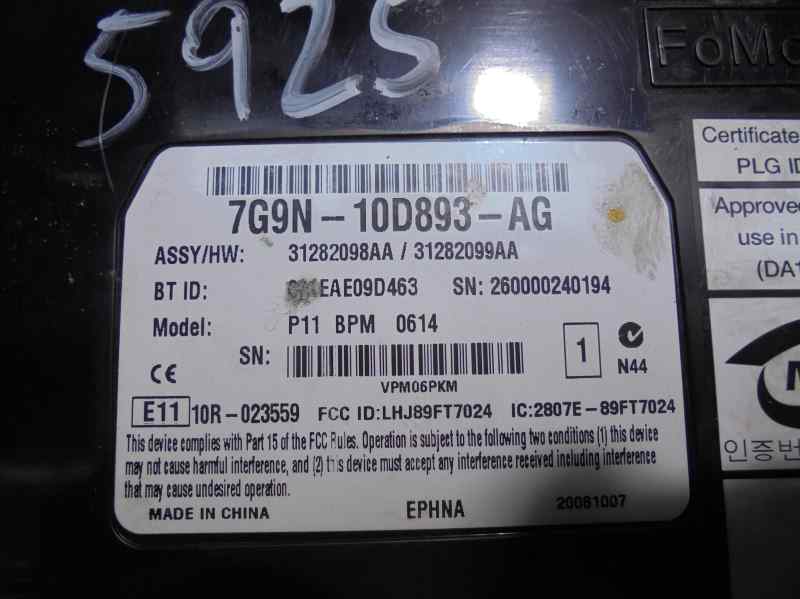 5925
FoMo
7G9N-10D893-AG
ASSY/HW: 31282098AA / 31282099AA
BT ID: EAE09D463 SN: 260000240194
Model: P11 BPM 0614
SN:
VPM06PKM
1
N44
CE
E11 10R-023559 FCC ID:LHJ89FT7024 IC:2807E-89FT7024
This device complies with Part 15 of the FCC Rules. Operation is subject to the following two conditions (1) this device
may not cause harmful interference, and (2) this device must accept any interference received including interference
that may cause undesired operation.
MADE IN CHINA EPHNA 20081007
Certificate
PLG ID
Approved
use in
(DA1
인증번